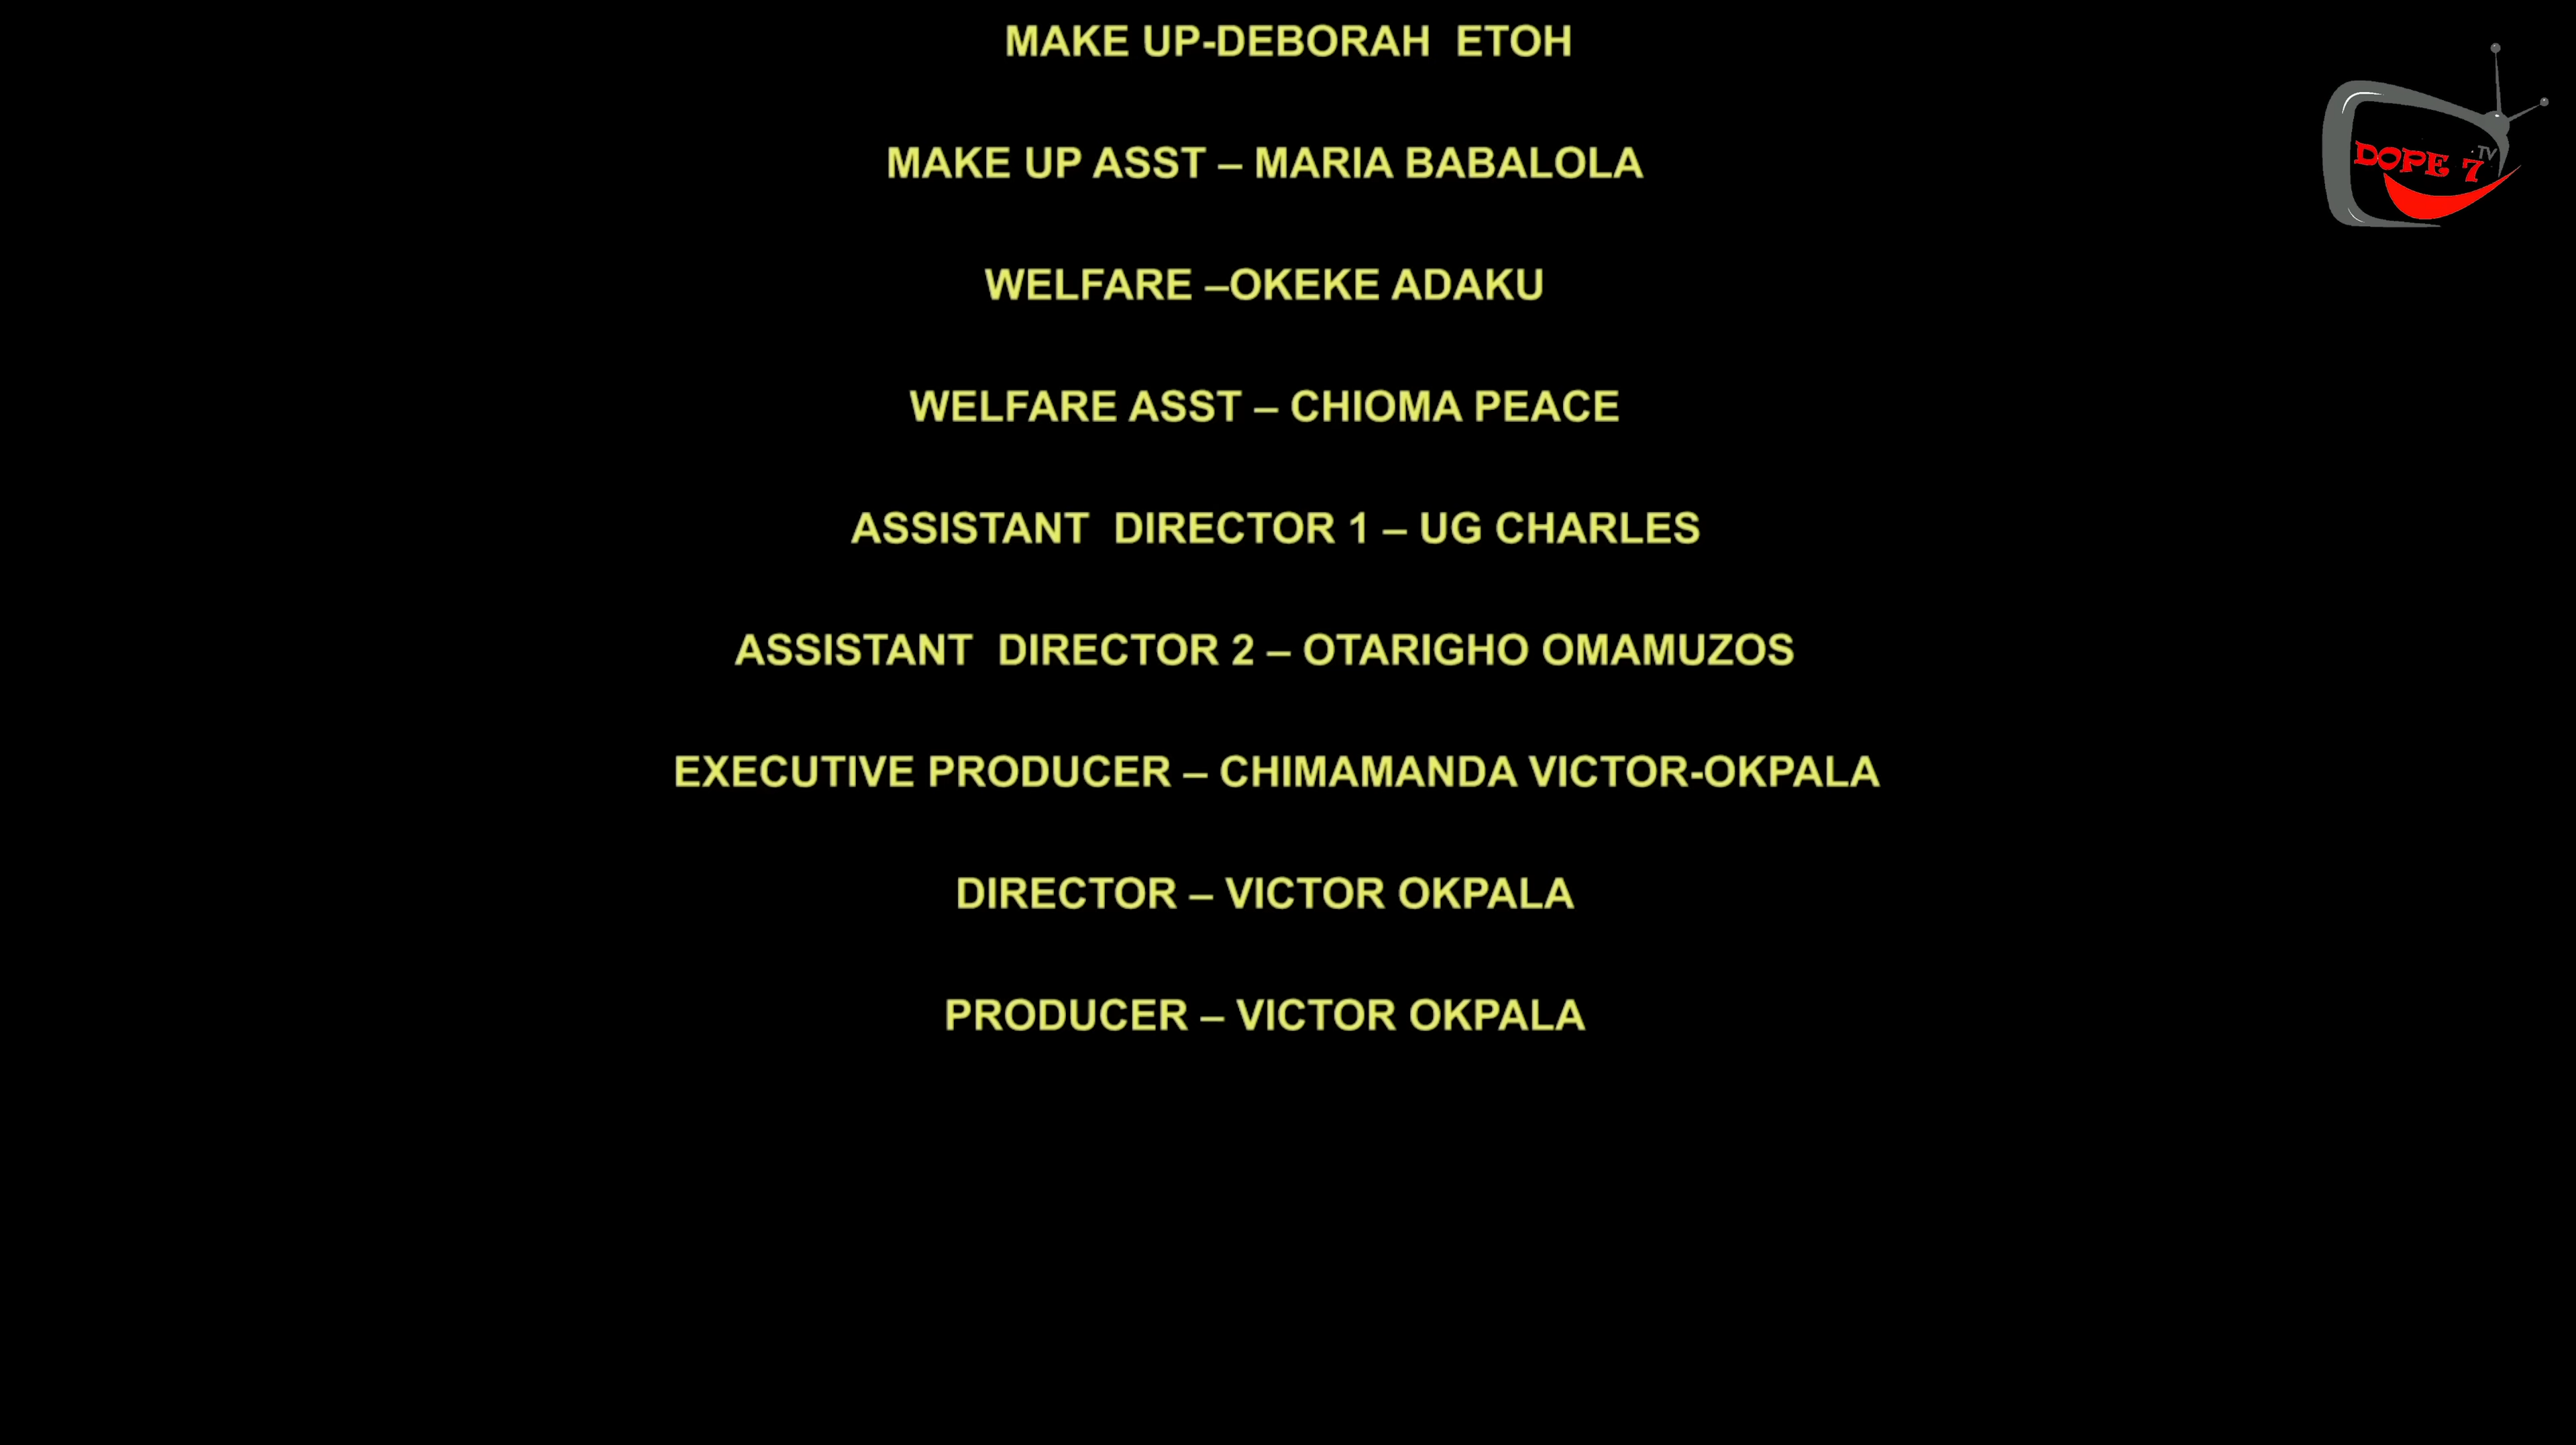 MAKE UP-DEBORAH  ETOH
MAKE UP ASST – MARIA BABALOLA
WELFARE –OKEKE ADAKU
WELFARE ASST – CHIOMA PEACE
ASSISTANT  DIRECTOR 1 – UG CHARLES
ASSISTANT  DIRECTOR 2 – OTARIGHO OMAMUZOS
EXECUTIVE PRODUCER – CHIMAMANDA VICTOR-OKPALA
DIRECTOR – VICTOR OKPALA
PRODUCER – VICTOR OKPALA
DOPE 7 TV